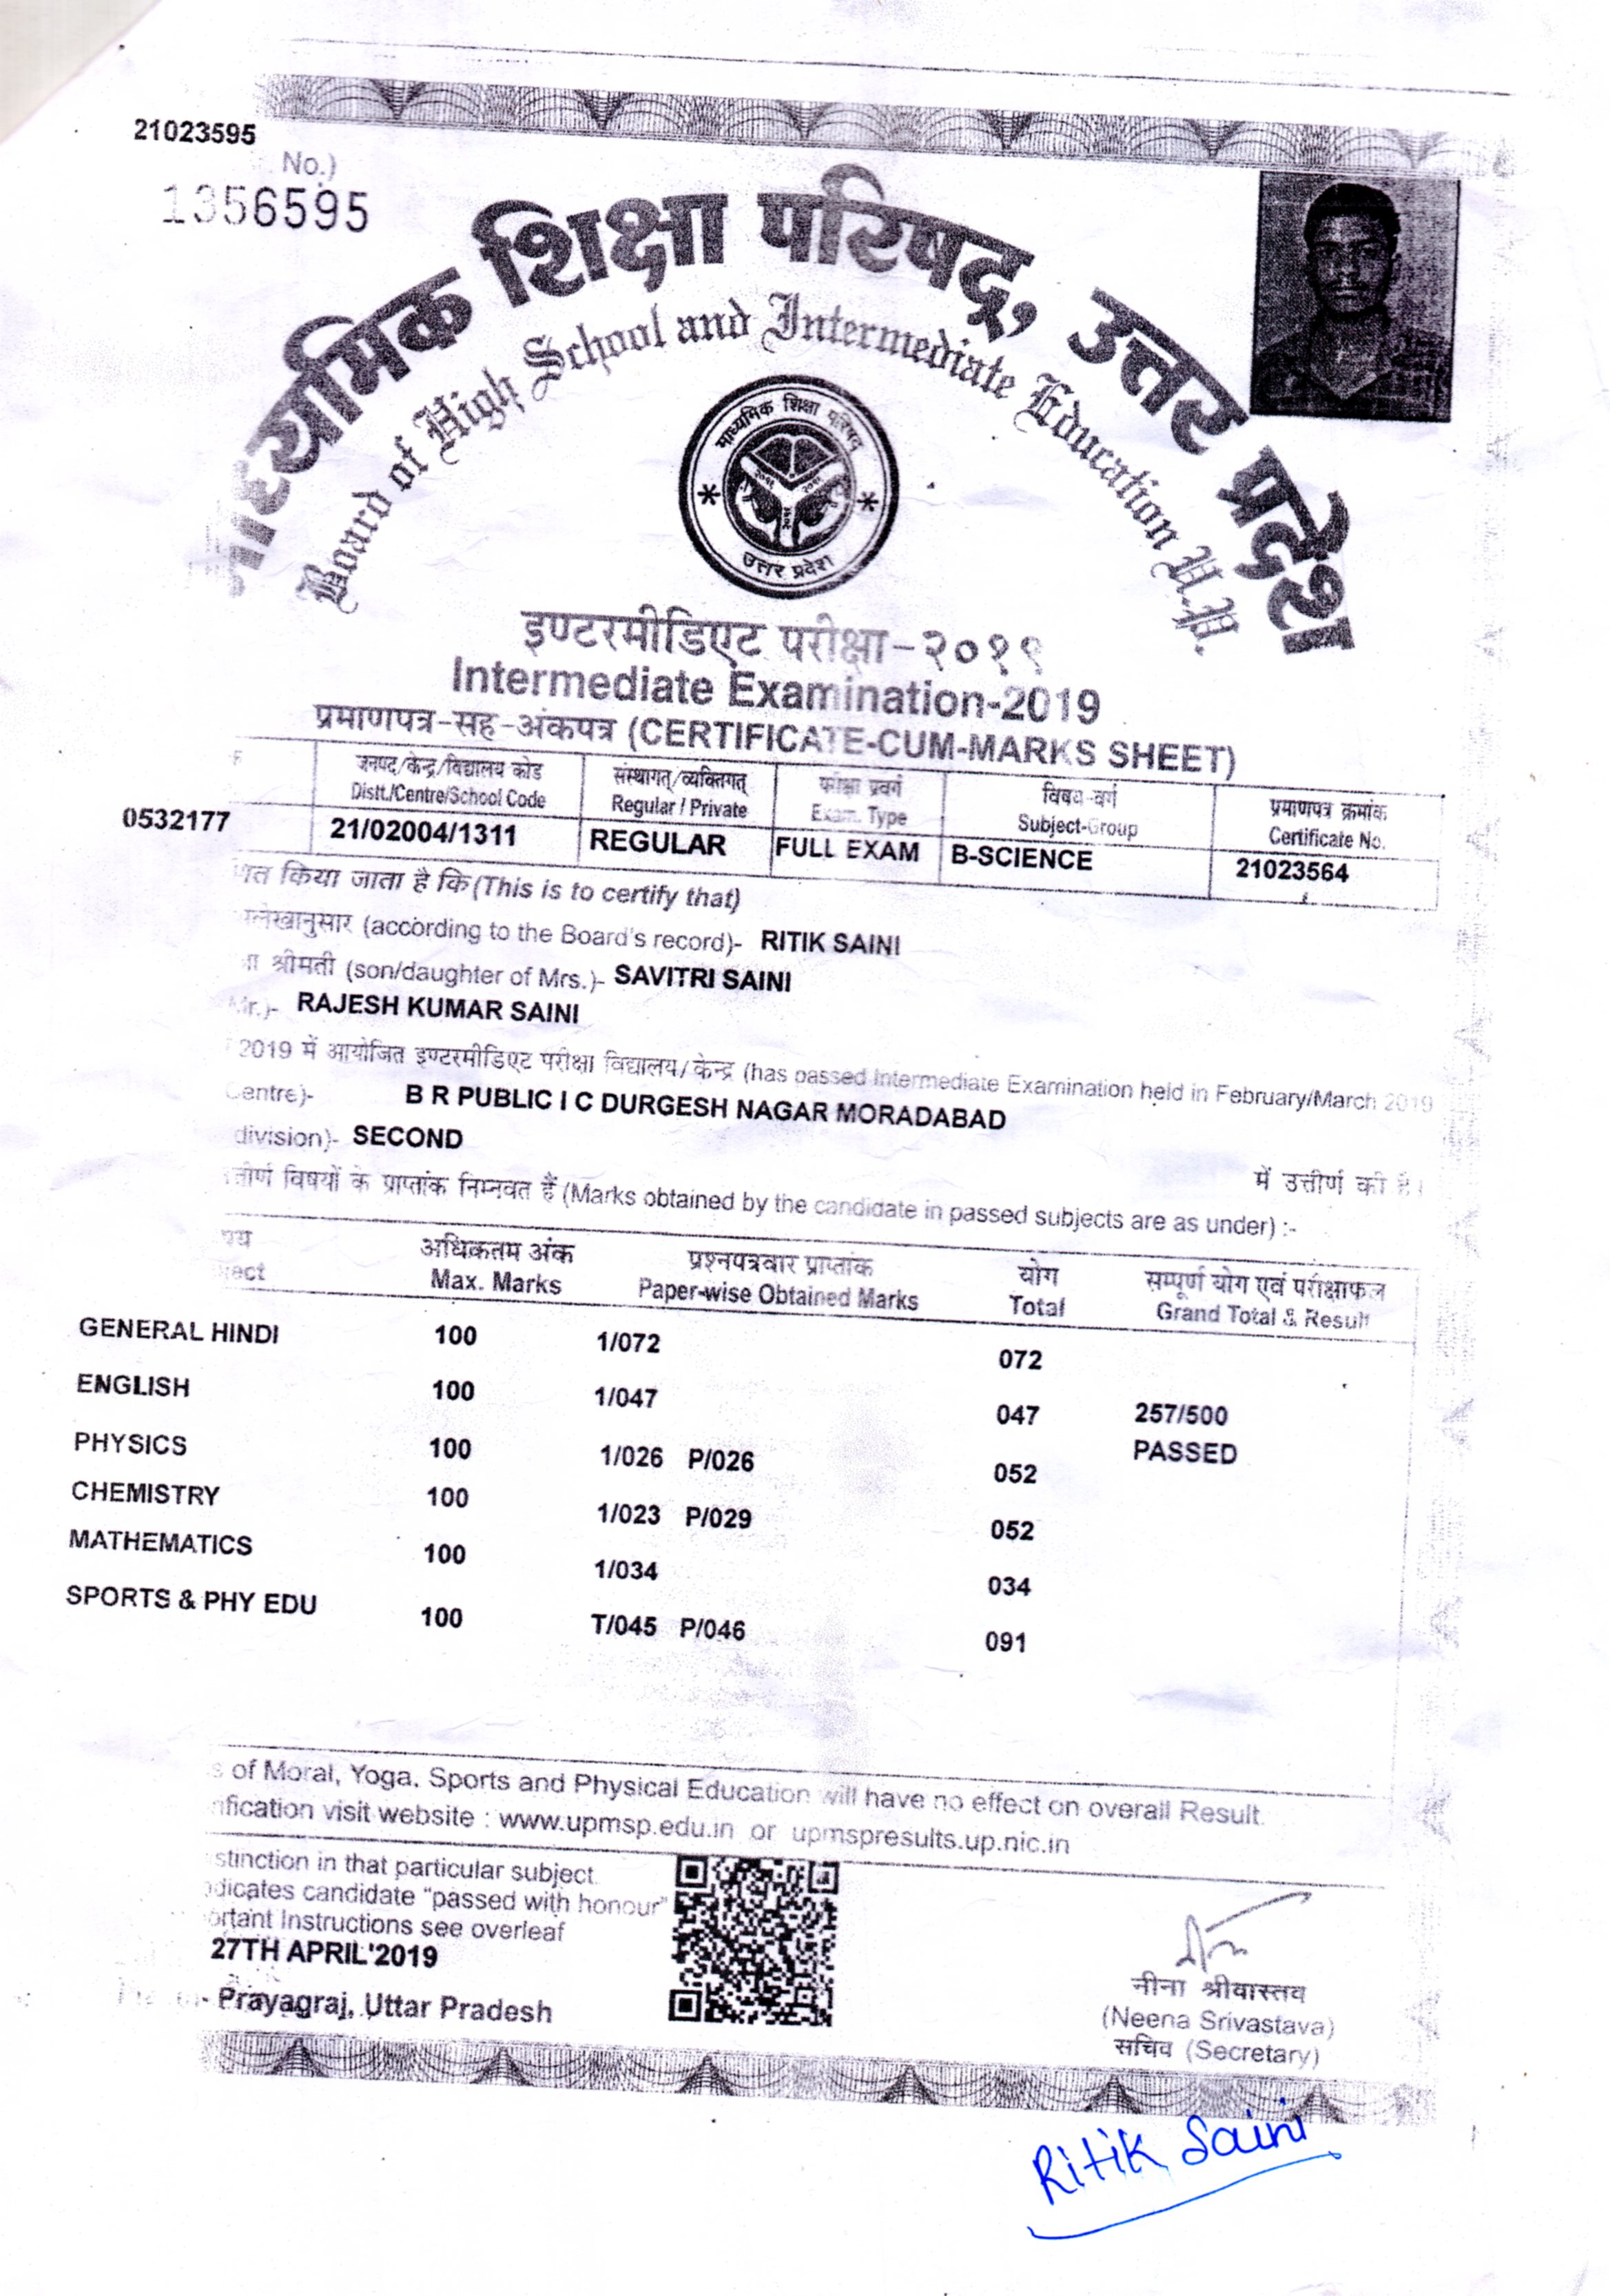 21023595
No.)
1356595
माध्यमिक शिक्षा परिषद्, उत्तर प्रदेश
Board of High School and Intermediate Education U.P.
माध्यमिक शिक्षा परिषद
उत्तर प्रदेश
इण्टरमीडिएट परीक्षा-२०१९
Intermediate Examination-2019
प्रमाणपत्र-सह-अंकपत्र (CERTIFICATE-CUM-MARKS SHEET)
जनपद/केन्द्र/विद्यालय कोड संस्थागत्/व्यक्तिगत् परीक्षा प्रवर्ग विषय-वर्ग प्रमाणपत्र क्रमांक
Distt./Centre/School Code Regular / Private Exam. Type Subject-Group Certificate No.
0532177 21/02004/1311 REGULAR FULL EXAM B-SCIENCE 21023564
किया जाता है कि (This is to certify that)
(according to the Board's record)- RITIK SAINI
श्रीमती (son/daughter of Mrs.)- SAVITRI SAINI
Mr.)- RAJESH KUMAR SAINI
2019 में आयोजित इण्टरमीडिएट परीक्षा विद्यालय/केन्द्र (has passed Intermediate Examination held in February/March 2019
Centre)- B R PUBLIC I C DURGESH NAGAR MORADABAD
division)- SECOND
में उत्तीर्ण की है।
विषयों के प्राप्तांक निम्नवत हैं (Marks obtained by the candidate in passed subjects are as under) :-
अधिकतम अंक प्रश्नपत्रवार प्राप्तांक योग सम्पूर्ण योग एवं परीक्षाफल
Max. Marks Paper-wise Obtained Marks Total Grand Total & Result
GENERAL HINDI 100 1/072 072
ENGLISH 100 1/047 047 257/500
PASSED
PHYSICS 100 1/026 P/026 052
CHEMISTRY 100 1/023 P/029 052
MATHEMATICS 100 1/034 034
SPORTS & PHY EDU 100 T/045 P/046 091
s of Moral, Yoga, Sports and Physical Education will have no effect on overall Result.
ification visit website : www.upmsp.edu.in or upmspresults.up.nic.in
stinction in that particular subject.
dicates candidate "passed with honour"
ortant Instructions see overleaf
27TH APRIL'2019
- Prayagraj, Uttar Pradesh
नीना श्रीवास्तव
(Neena Srivastava)
सचिव (Secretary)
Ritik Saini